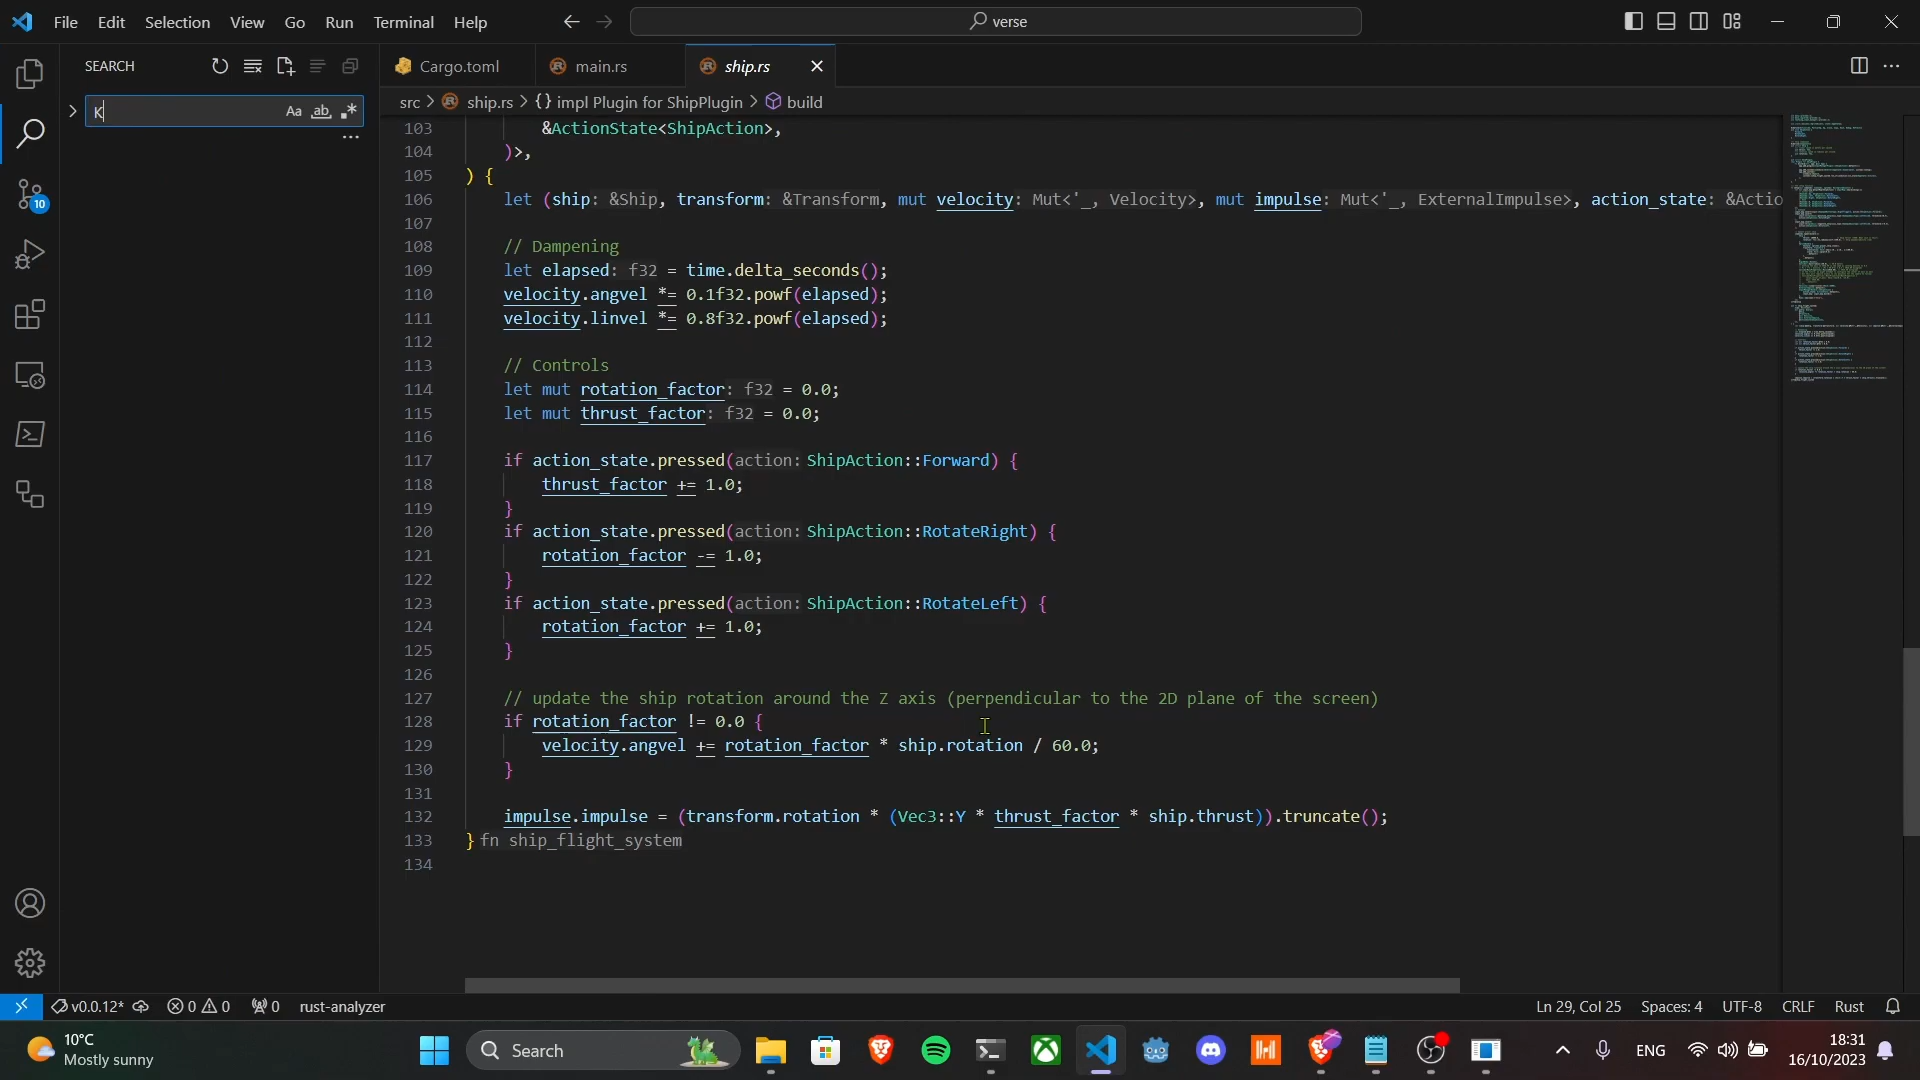 File Edit Selection View Go Run Terminal Help
verse
SEARCH
K
Aa ab .*
Cargo.toml
main.rs
ship.rs
src > ship.rs > {} impl Plugin for ShipPlugin > build
103 &ActionState<ShipAction>,
104 )>,
105 ) {
106 let (ship: &Ship, transform: &Transform, mut velocity: Mut<'_, Velocity>, mut impulse: Mut<'_, ExternalImpulse>, action_state: &Actio
107
108 // Dampening
109 let elapsed: f32 = time.delta_seconds();
110 velocity.angvel *= 0.1f32.powf(elapsed);
111 velocity.linvel *= 0.8f32.powf(elapsed);
112
113 // Controls
114 let mut rotation_factor: f32 = 0.0;
115 let mut thrust_factor: f32 = 0.0;
116
117 if action_state.pressed(action: ShipAction::Forward) {
118 thrust_factor += 1.0;
119 }
120 if action_state.pressed(action: ShipAction::RotateRight) {
121 rotation_factor -= 1.0;
122 }
123 if action_state.pressed(action: ShipAction::RotateLeft) {
124 rotation_factor += 1.0;
125 }
126
127 // update the ship rotation around the Z axis (perpendicular to the 2D plane of the screen)
128 if rotation_factor != 0.0 {
129 velocity.angvel += rotation_factor * ship.rotation / 60.0;
130 }
131
132 impulse.impulse = (transform.rotation * (Vec3::Y * thrust_factor * ship.thrust)).truncate();
133 } fn ship_flight_system
134
10
v0.0.12* 0 0 0 rust-analyzer
Ln 29, Col 25 Spaces: 4 UTF-8 CRLF Rust
10°C
Mostly sunny
Search
ENG
18:31
16/10/2023